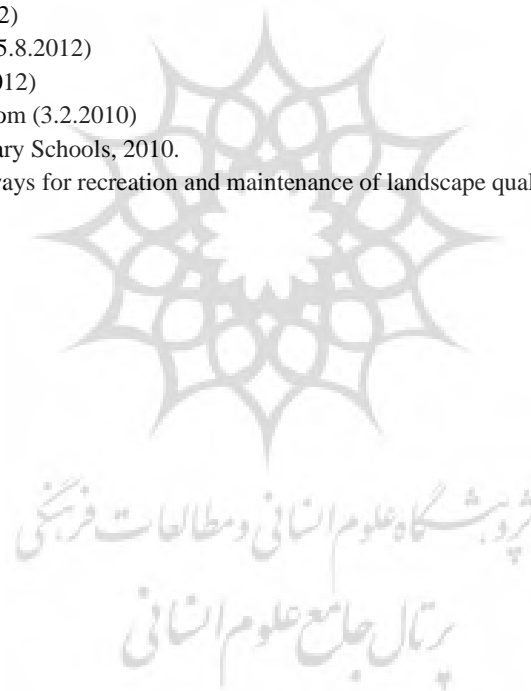 2)
5.8.2012)
012)
om (3.2.2010)
ary Schools, 2010.
ways for recreation and maintenance of landscape qual
پژوهشگاه علوم انسانی و مطالعات فرهنگی
پرتال جامع علوم انسانی